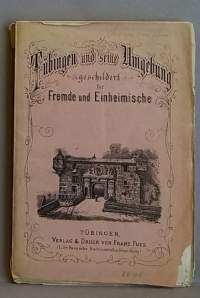 Tübingen und seine Umgebung
geschildert
für
Fremde und Einheimische
TÜBINGEN,
VERLAG & DRUCK VON FRANZ FUES